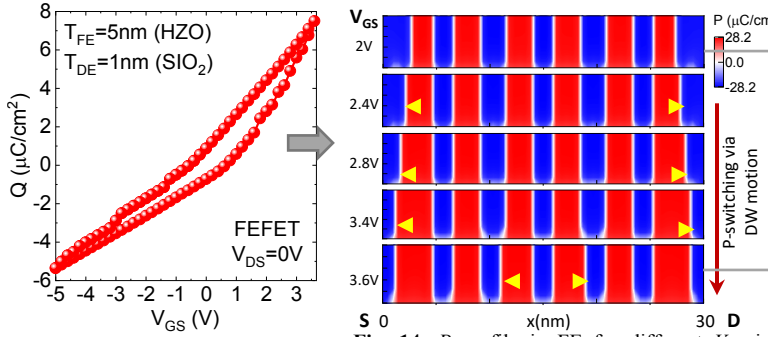 Q (μC/cm²)
8
6
4
2
0
-2
-4
-6
T_FE=5nm (HZO)
T_DE=1nm (SIO₂)
FEFET
V_DS=0V
-5 -4 -3 -2 -1 0 1 2 3
V_GS (V)
V_GS
2V
2.4V
2.8V
3.4V
3.6V
S 0 x(nm) 30 D
P (μC/cm
28.2
0.0
-28.2
P-switching via
DW motion